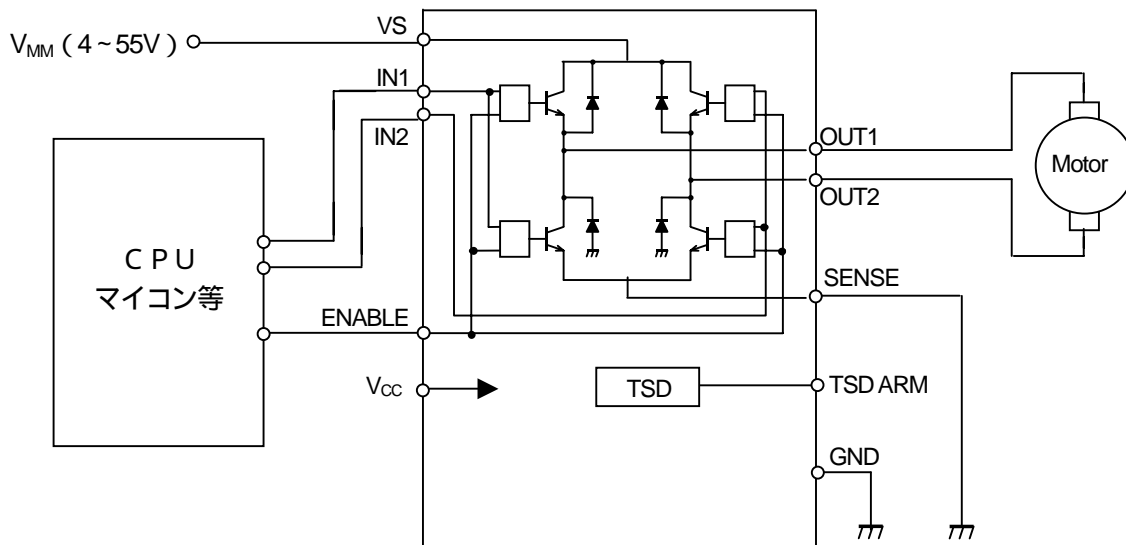 VS
VMM ( 4 ~ 55V )
IN1
IN2
OUT1
Motor
OUT2
C P U
マイコン等
SENSE
ENABLE
VCC
TSD
TSD ARM
GND